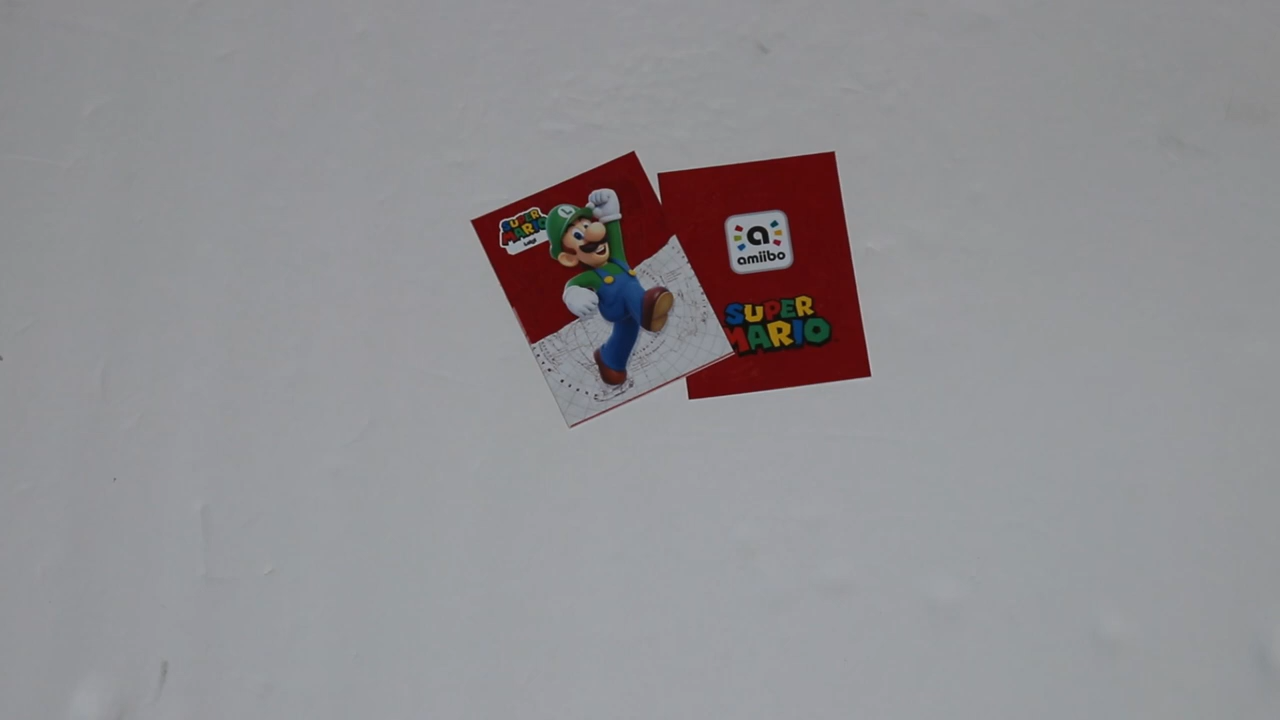 SUPER
MARIO
Luigi
L
a
amiibo
SUPER
MARIO